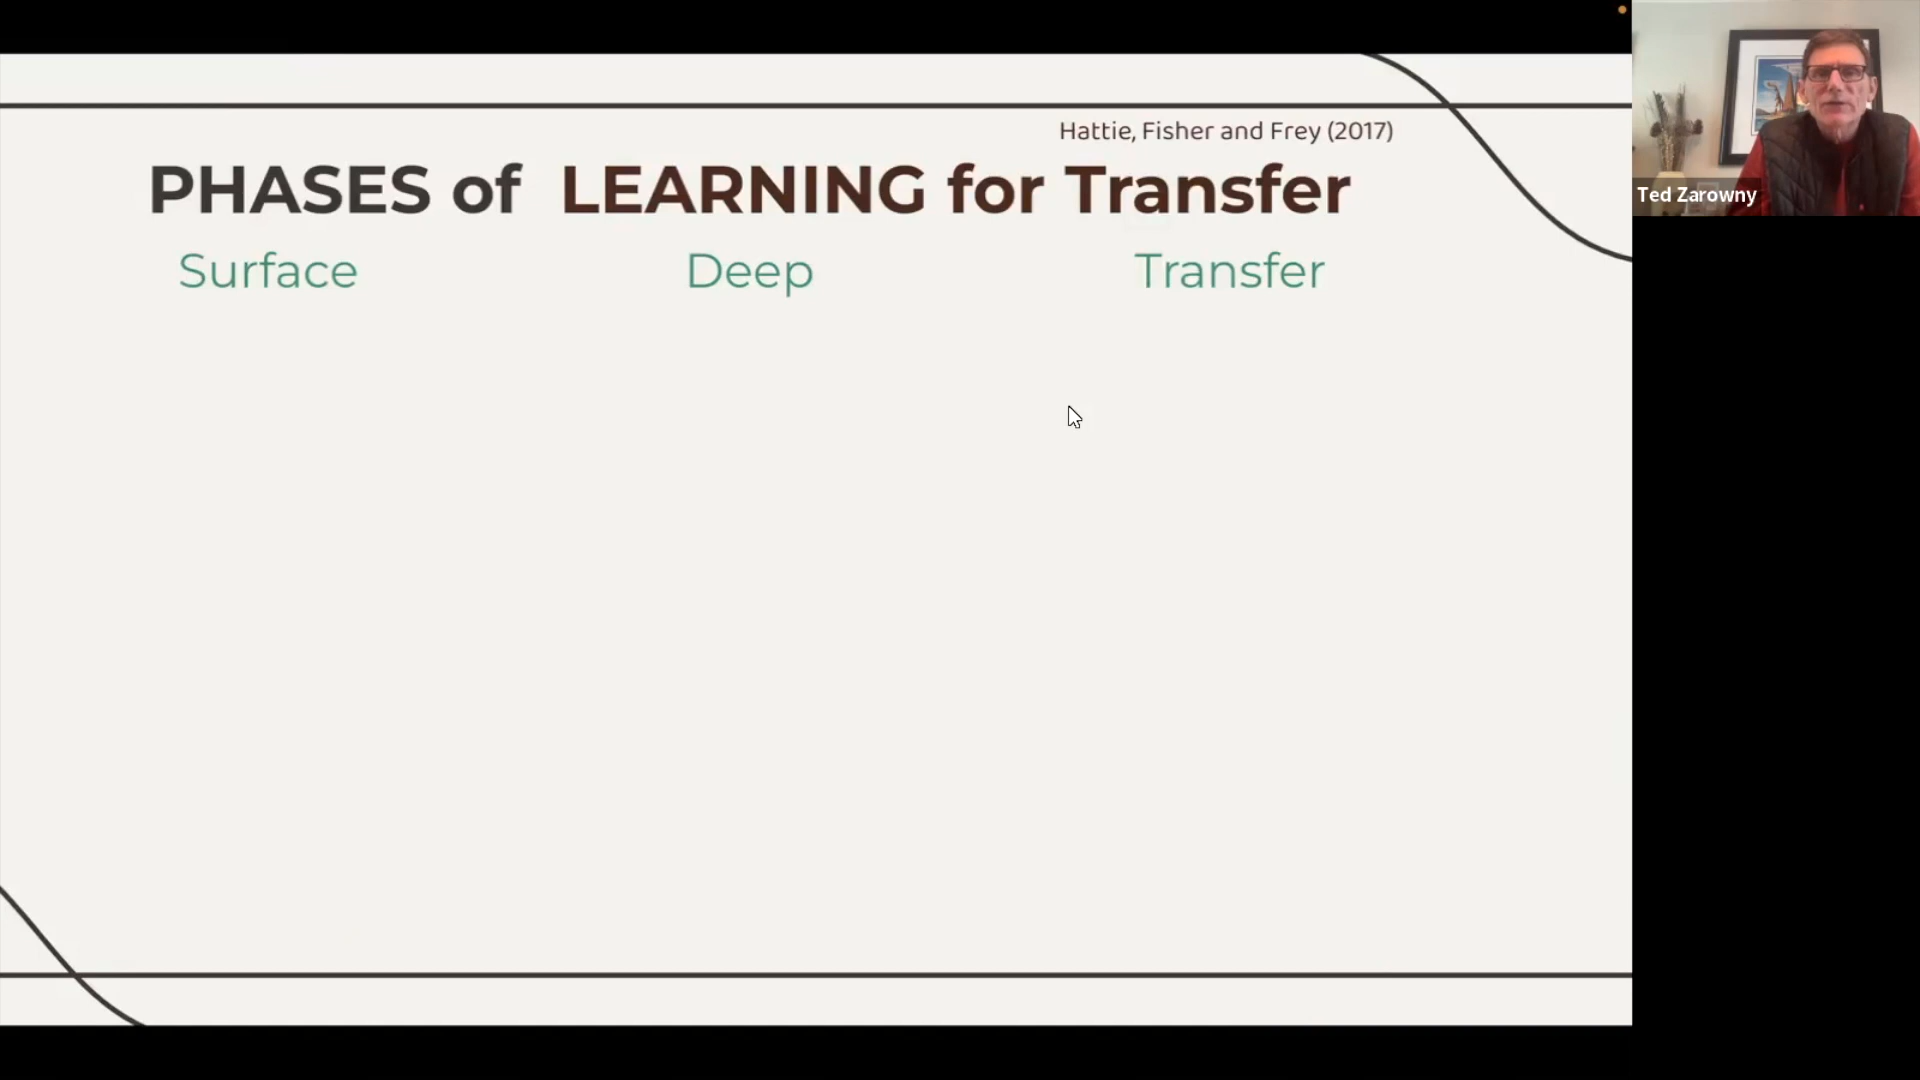 Hattie, Fisher and Frey (2017)
PHASES of LEARNING for Transfer
Surface Deep Transfer
Ted Zarowny